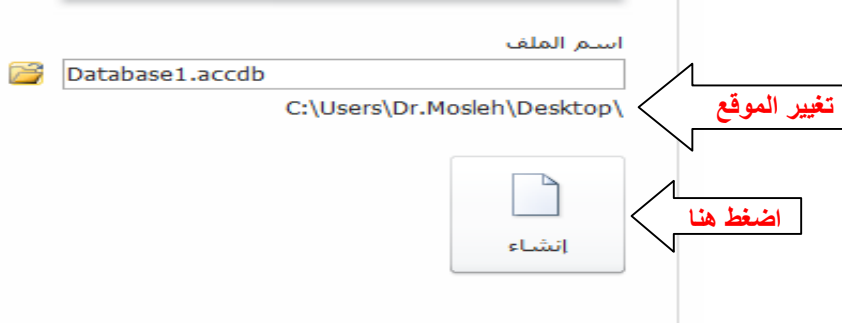 اسم الملف
Database1.accdb
C:\Users\Dr.Mosleh\Desktop\
تغيير الموقع
اضغط هنا
إنشاء